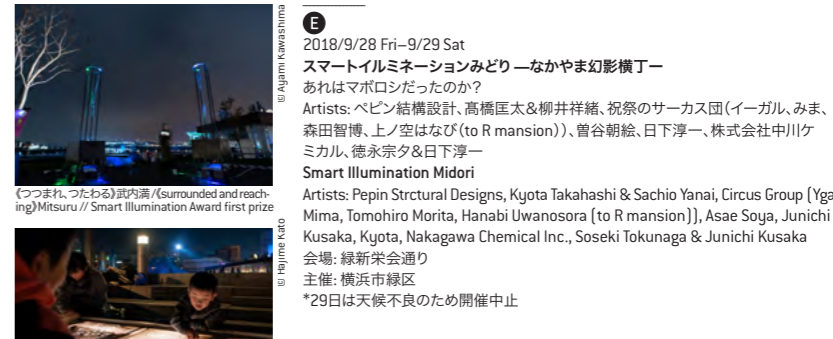 © Ayami Kawashima
《つつまれ、つたわる》武内満/《surrounded and reach-
ing》Mitsuru // Smart Illumination Award first prize
© Hajime Kato
E
2018/9/28 Fri–9/29 Sat
スマートイルミネーションみどり ―なかやま幻影横丁ー
あれはマボロシだったのか?
Artists: ペピン結構設計、髙橋匡太&柳井祥緒、祝祭のサーカス団(イーガル、みま、
森田智博、上ノ空はなび(to R mansion))、曽谷朝絵、日下淳一、株式会社中川ケ
ミカル、徳永宗夕&日下淳一
Smart Illumination Midori
Artists: Pepin Strctural Designs, Kyota Takahashi & Sachio Yanai, Circus Group (Yga
Mima, Tomohiro Morita, Hanabi Uwanosora (to R mansion)), Asae Soya, Junichi
Kusaka, Kyota, Nakagawa Chemical Inc., Soseki Tokunaga & Junichi Kusaka
会場: 緑新栄会通り
主催: 横浜市緑区
*29日は天候不良のため開催中止